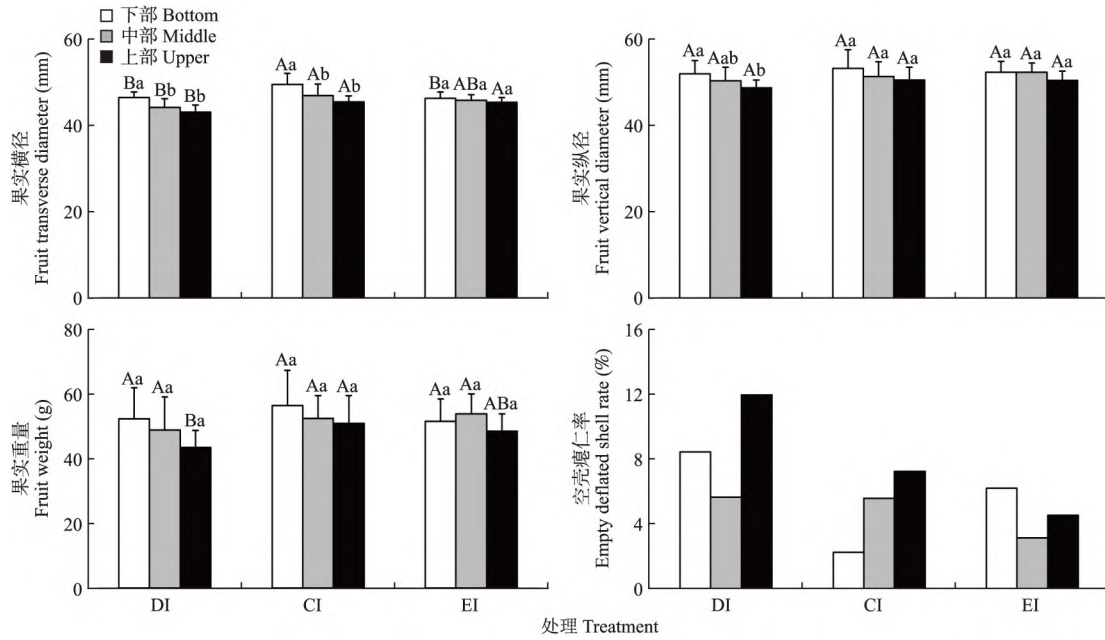 下部 Bottom
中部 Middle
上部 Upper
果实横径
Fruit transverse diameter (mm)
60
40
20
0
Ba
Bb
Bb
Aa
Ab
Ab
Ba
ABa
Aa
果实纵径
Fruit vertical diameter (mm)
60
40
20
0
Aa
Aab
Ab
Aa
Aa
Aa
Aa
Aa
Aa
果实重量
Fruit weight (g)
80
60
40
20
0
Aa
Aa
Ba
Aa
Aa
Aa
Aa
Aa
ABa
DI
CI
EI
空壳瘪仁率
Empty deflated shell rate (%)
16
12
8
4
0
DI
CI
EI
处理 Treatment